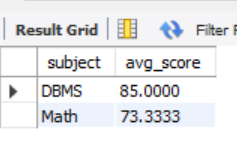 Result Grid Filter
subject avg_score
DBMS 85.0000
Math 73.3333